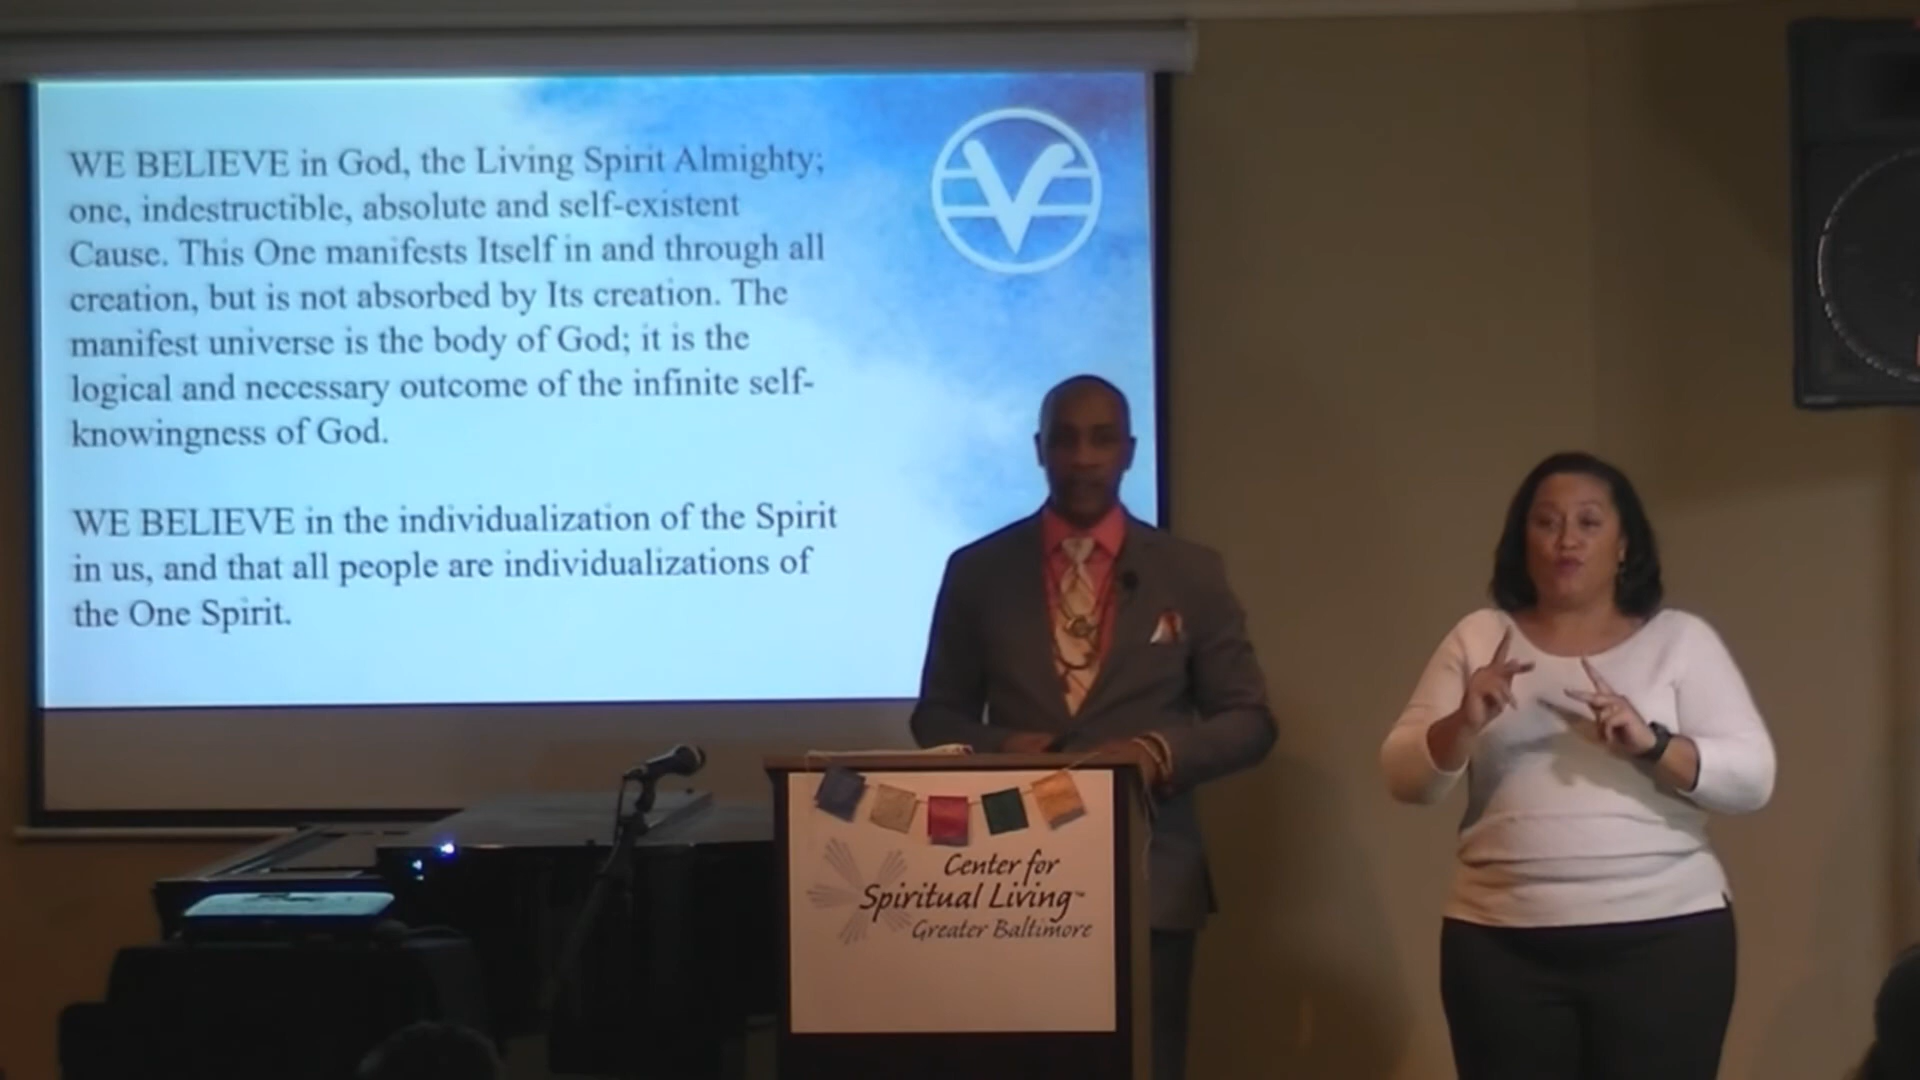 WE BELIEVE in God, the Living Spirit Almighty;
one, indestructible, absolute and self-existent
Cause. This One manifests Itself in and through all
creation, but is not absorbed by Its creation. The
manifest universe is the body of God; it is the
logical and necessary outcome of the infinite self-
knowingness of God.
WE BELIEVE in the individualization of the Spirit
in us, and that all people are individualizations of
the One Spirit.
Center for
Spiritual Living™
Greater Baltimore